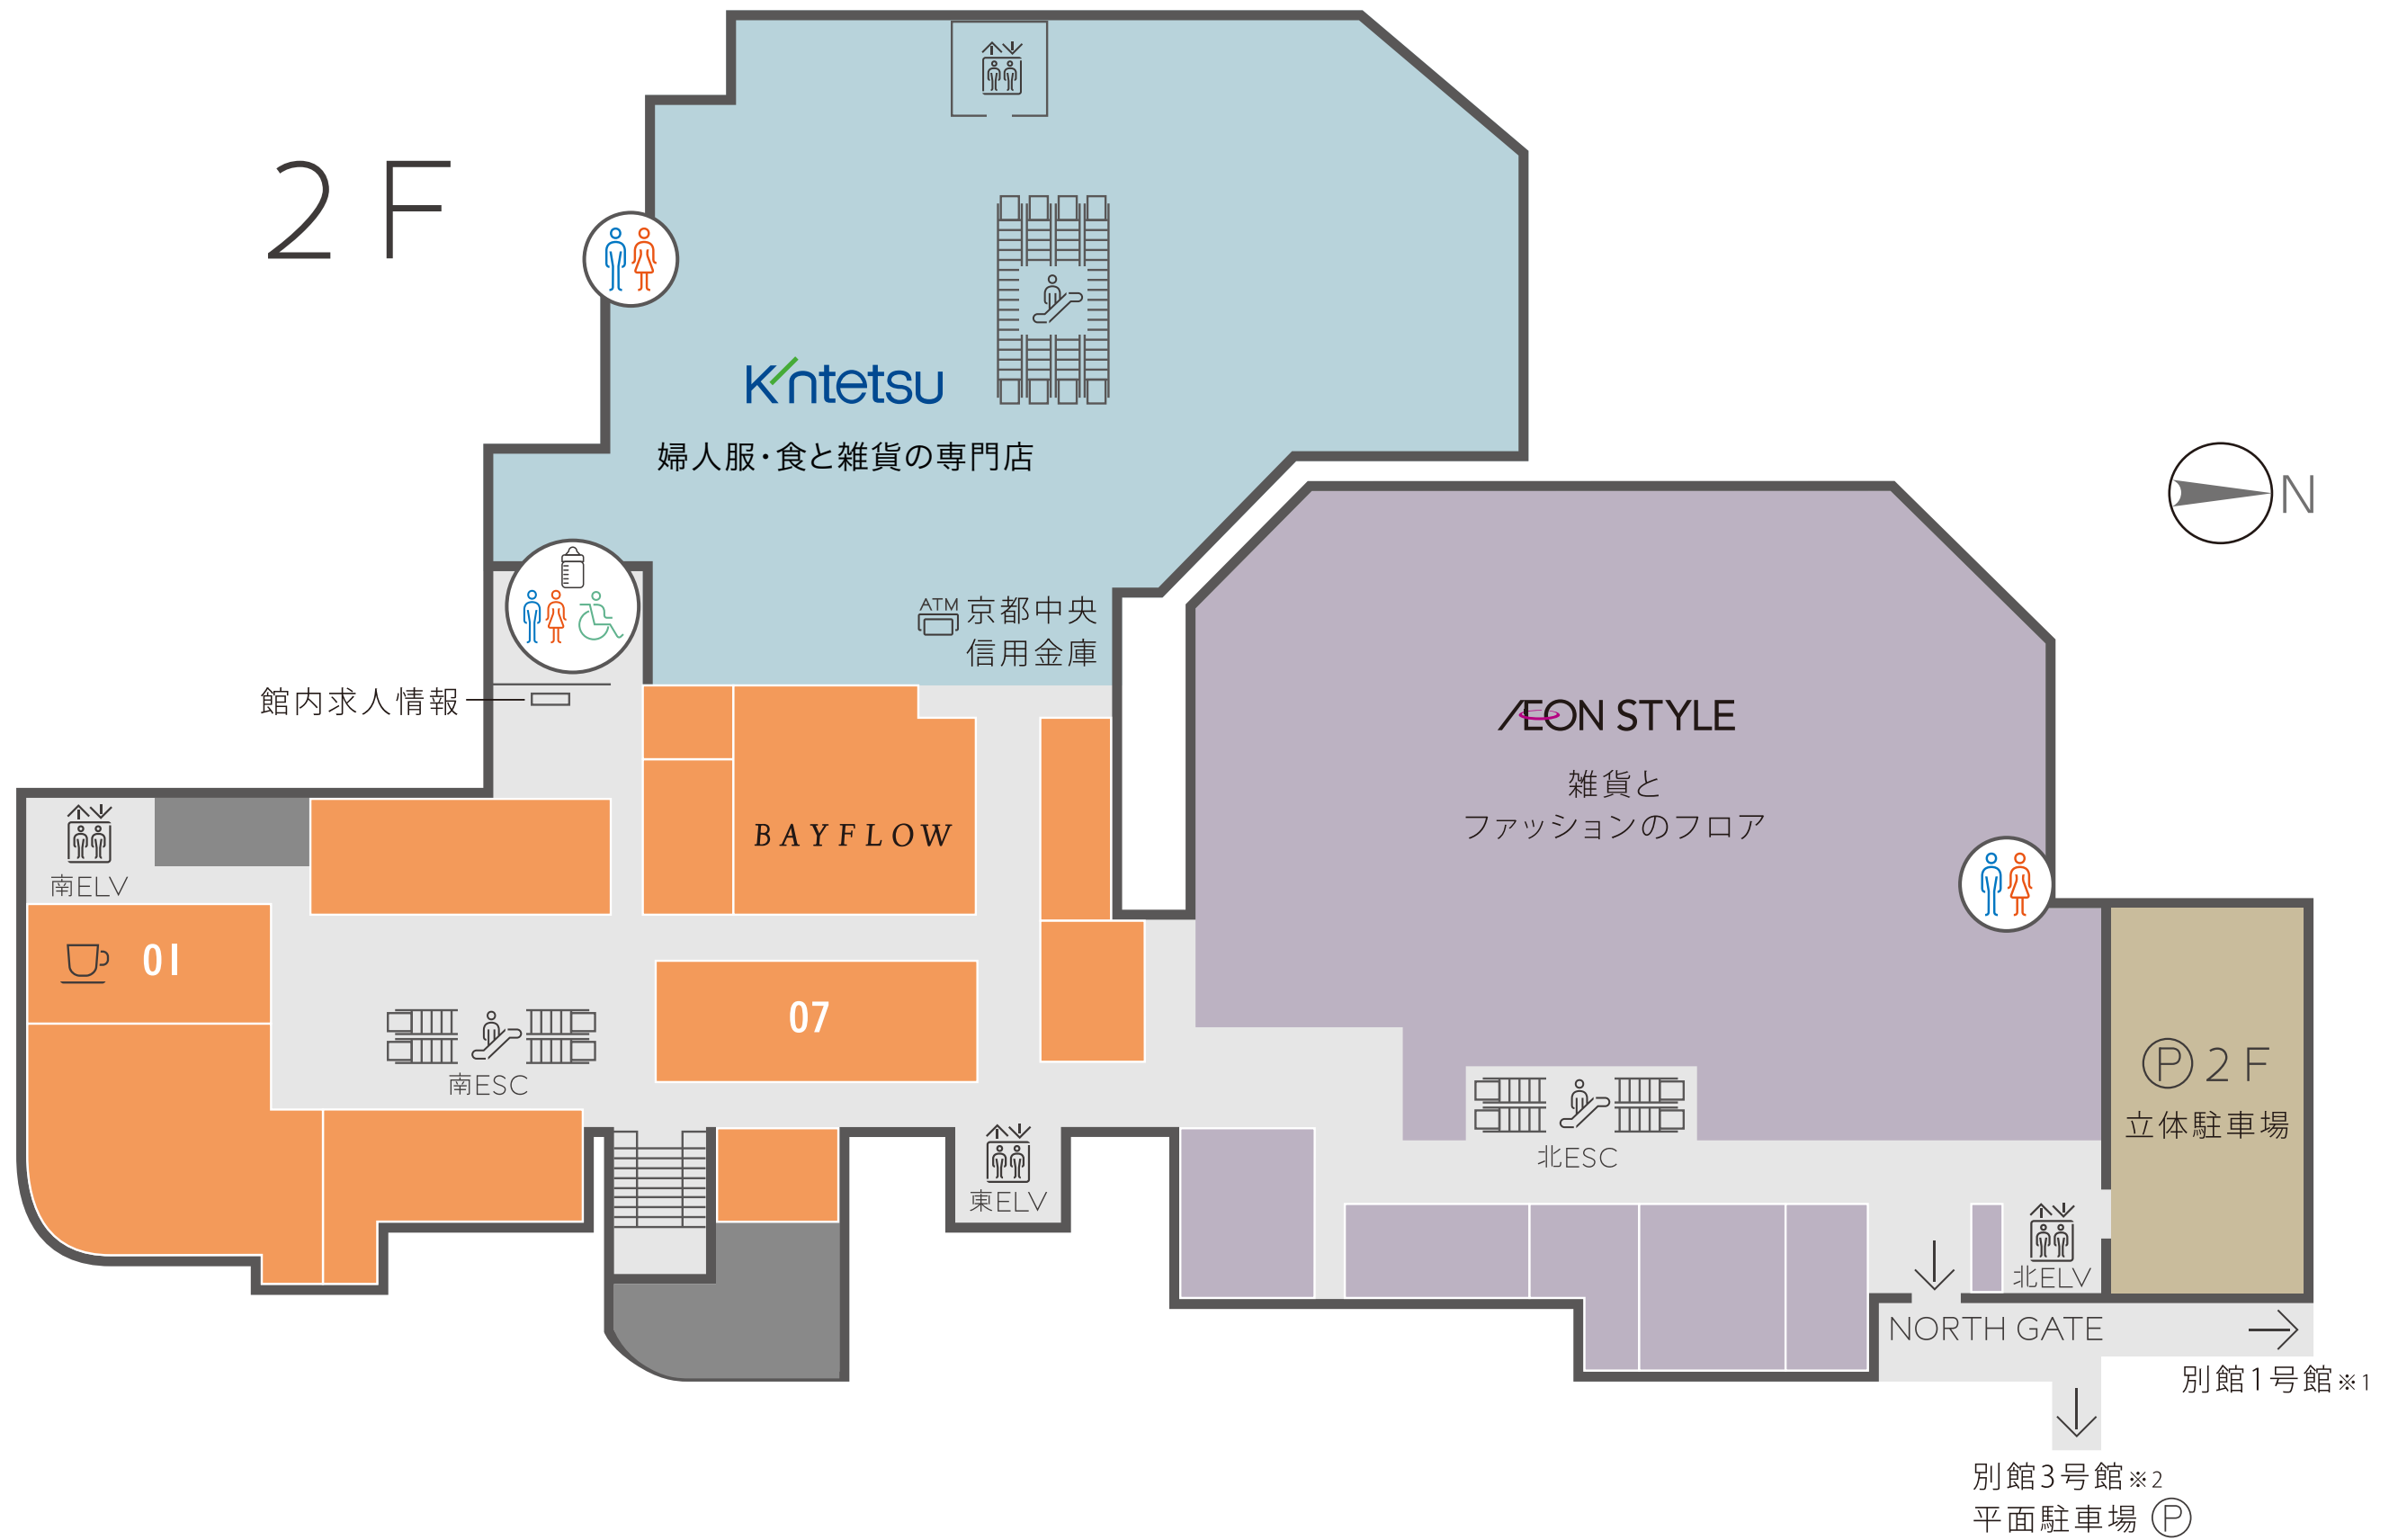 2F
Kintetsu
婦人服・食と雑貨の専門店
N
ATM
京都中央
信用金庫
館内求人情報
ÆON STYLE
雑貨と
ファッションのフロア
BAYFLOW
南ELV
01
07
南ESC
P 2F
立体駐車場
北ESC
東ELV
北ELV
NORTH GATE
別館1号館※1
別館3号館※2
平面駐車場 P